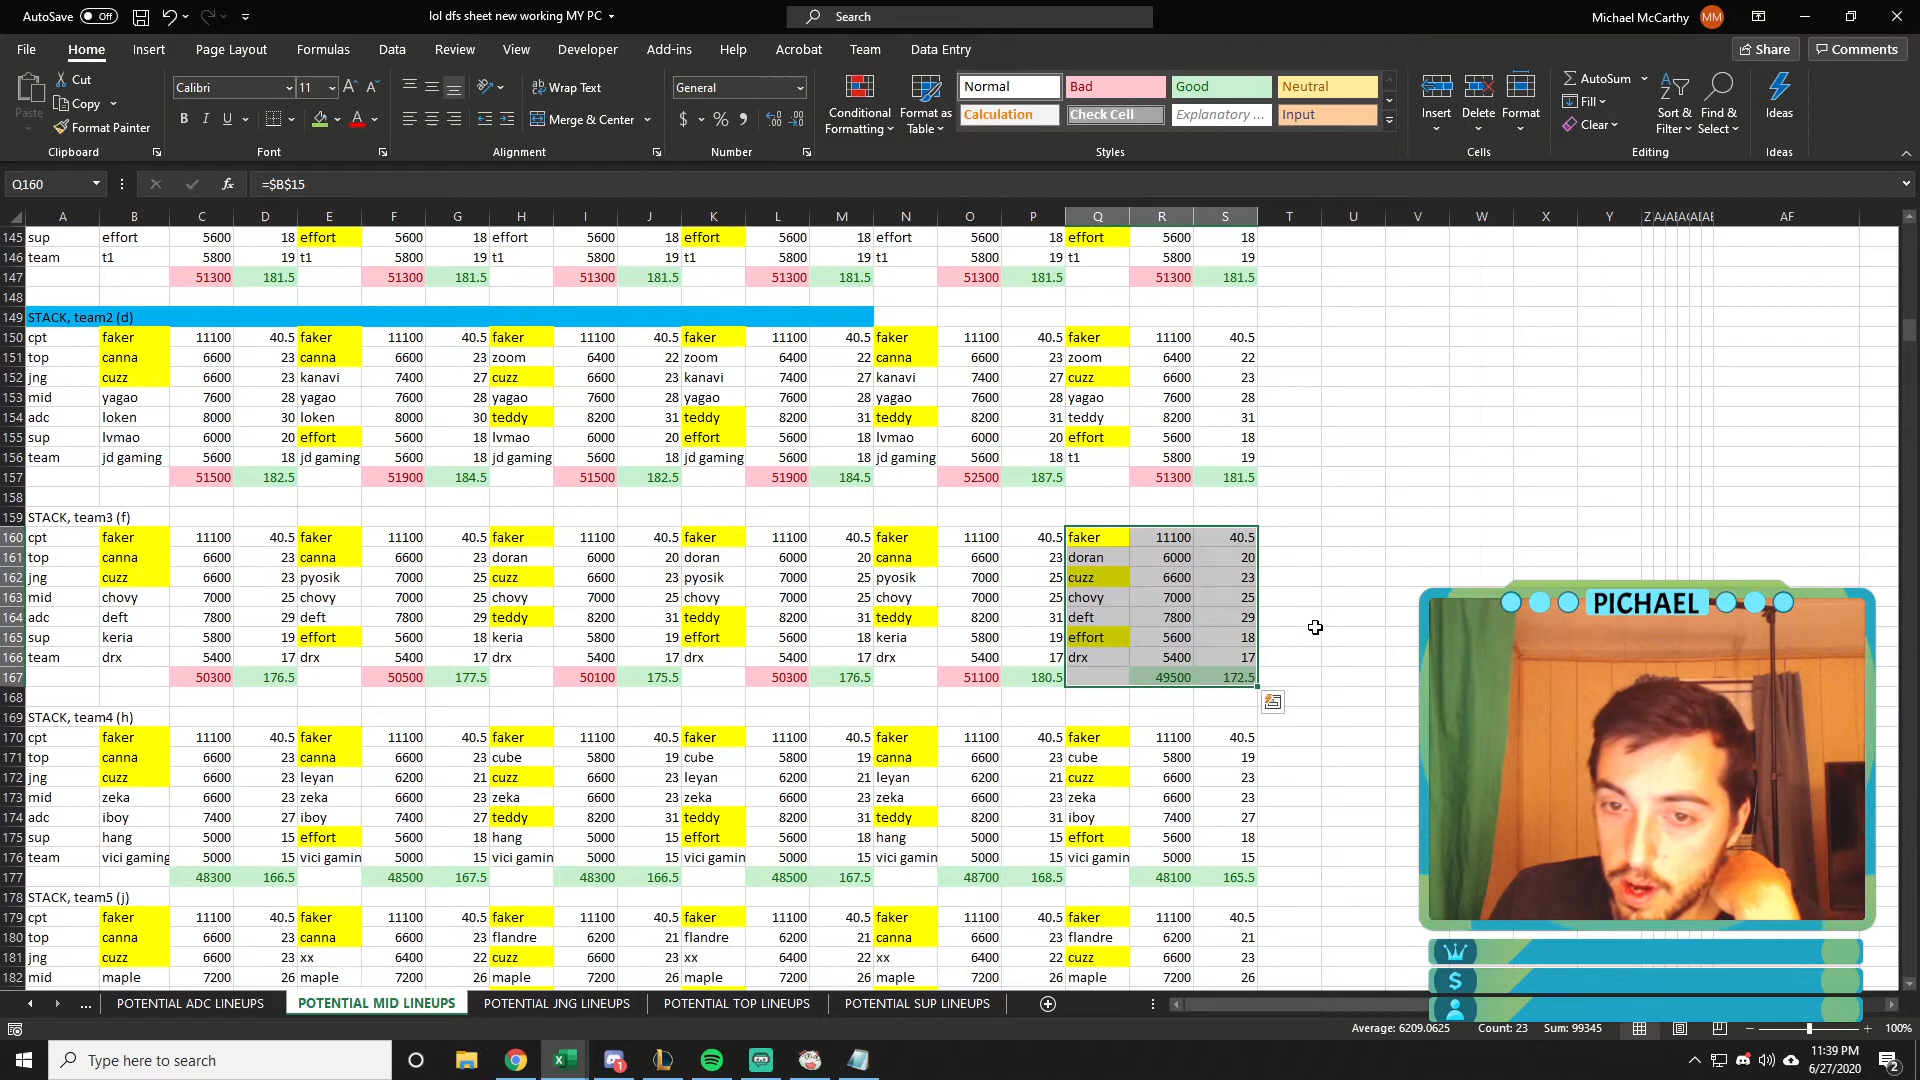 AutoSave Off lol dfs sheet new working MY PC Search Michael McCarthy MM
File Home Insert Page Layout Formulas Data Review View Developer Add-ins Help Acrobat Team Data Entry Share Comments
Paste Cut Copy Format Painter Calibri 11 B I U A Wrap Text Merge & Center General $ % Conditional Formatting Format as Table Normal Bad Good Neutral Calculation Check Cell Explanatory ... Input Insert Delete Format AutoSum Fill Clear Sort & Filter Find & Select Ideas
Clipboard Font Alignment Number Styles Cells Editing Ideas
Q160 fx =$B$15
A B C D E F G H I J K L M N O P Q R S T U V W X Y Z AF
145 sup effort 5600 18 effort 5600 18 effort 5600 18 effort 5600 18 effort 5600 18 effort 5600 18
146 team t1 5800 19 t1 5800 19 t1 5800 19 t1 5800 19 t1 5800 19 t1 5800 19
147 51300 181.5 51300 181.5 51300 181.5 51300 181.5 51300 181.5 51300 181.5
148
149 STACK, team2 (d)
150 cpt faker 11100 40.5 faker 11100 40.5 faker 11100 40.5 faker 11100 40.5 faker 11100 40.5 faker 11100 40.5
151 top canna 6600 23 canna 6600 23 zoom 6400 22 zoom 6400 22 canna 6600 23 zoom 6400 22
152 jng cuzz 6600 23 kanavi 7400 27 cuzz 6600 23 kanavi 7400 27 kanavi 7400 27 cuzz 6600 23
153 mid yagao 7600 28 yagao 7600 28 yagao 7600 28 yagao 7600 28 yagao 7600 28 yagao 7600 28
154 adc loken 8000 30 loken 8000 30 teddy 8200 31 teddy 8200 31 teddy 8200 31 teddy 8200 31
155 sup lvmao 6000 20 effort 5600 18 lvmao 6000 20 effort 5600 18 lvmao 6000 20 effort 5600 18
156 team jd gaming 5600 18 jd gaming 5600 18 jd gaming 5600 18 jd gaming 5600 18 jd gaming 5600 18 t1 5800 19
157 51500 182.5 51900 184.5 51500 182.5 51900 184.5 52500 187.5 51300 181.5
158
159 STACK, team3 (f)
160 cpt faker 11100 40.5 faker 11100 40.5 faker 11100 40.5 faker 11100 40.5 faker 11100 40.5 faker 11100 40.5
161 top canna 6600 23 canna 6600 23 doran 6000 20 doran 6000 20 canna 6600 23 doran 6000 20
162 jng cuzz 6600 23 pyosik 7000 25 cuzz 6600 23 pyosik 7000 25 pyosik 7000 25 cuzz 6600 23
163 mid chovy 7000 25 chovy 7000 25 chovy 7000 25 chovy 7000 25 chovy 7000 25 chovy 7000 25
164 adc deft 7800 29 deft 7800 29 teddy 8200 31 teddy 8200 31 teddy 8200 31 deft 7800 29
165 sup keria 5800 19 effort 5600 18 keria 5800 19 effort 5600 18 keria 5800 19 effort 5600 18
166 team drx 5400 17 drx 5400 17 drx 5400 17 drx 5400 17 drx 5400 17 drx 5400 17
167 50300 176.5 50500 177.5 50100 175.5 50300 176.5 51100 180.5 49500 172.5
168
169 STACK, team4 (h)
170 cpt faker 11100 40.5 faker 11100 40.5 faker 11100 40.5 faker 11100 40.5 faker 11100 40.5 faker 11100 40.5
171 top canna 6600 23 canna 6600 23 cube 5800 19 cube 5800 19 canna 6600 23 cube 5800 19
172 jng cuzz 6600 23 leyan 6200 21 cuzz 6600 23 leyan 6200 21 leyan 6200 21 cuzz 6600 23
173 mid zeka 6600 23 zeka 6600 23 zeka 6600 23 zeka 6600 23 zeka 6600 23 zeka 6600 23
174 adc iboy 7400 27 iboy 7400 27 teddy 8200 31 teddy 8200 31 teddy 8200 31 iboy 7400 27
175 sup hang 5000 15 effort 5600 18 hang 5000 15 effort 5600 18 hang 5000 15 effort 5600 18
176 team vici gaming 5000 15 vici gamin 5000 15 vici gamin 5000 15 vici gamin 5000 15 vici gamin 5000 15 vici gaming 5000 15
177 48300 166.5 48500 167.5 48300 166.5 48500 167.5 48700 168.5 48100 165.5
178 STACK, team5 (j)
179 cpt faker 11100 40.5 faker 11100 40.5 faker 11100 40.5 faker 11100 40.5 faker 11100 40.5 faker 11100 40.5
180 top canna 6600 23 canna 6600 23 flandre 6200 21 flandre 6200 21 canna 6600 23 flandre 6200 21
181 jng cuzz 6600 23 xx 6400 22 cuzz 6600 23 xx 6400 22 xx 6400 22 cuzz 6600 23
182 mid maple 7200 26 maple 7200 26 maple 7200 26 maple 7200 26 maple 7200 26 maple 7200 26
PICHAEL
... POTENTIAL ADC LINEUPS POTENTIAL MID LINEUPS POTENTIAL JNG LINEUPS POTENTIAL TOP LINEUPS POTENTIAL SUP LINEUPS
Average: 6209.0625 Count: 23 Sum: 99345 100%
Type here to search 11:39 PM
6/27/2020